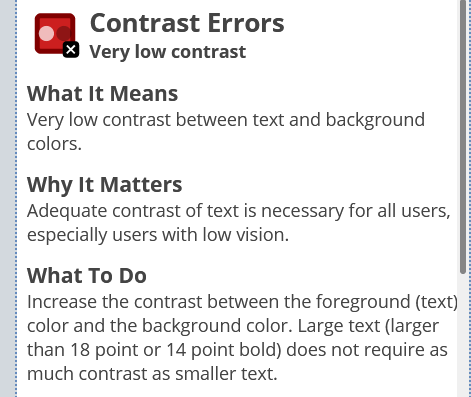 Contrast Errors
Very low contrast
What It Means
Very low contrast between text and background
colors.
Why It Matters
Adequate contrast of text is necessary for all users,
especially users with low vision.
What To Do
Increase the contrast between the foreground (text)
color and the background color. Large text (larger
than 18 point or 14 point bold) does not require as
much contrast as smaller text.